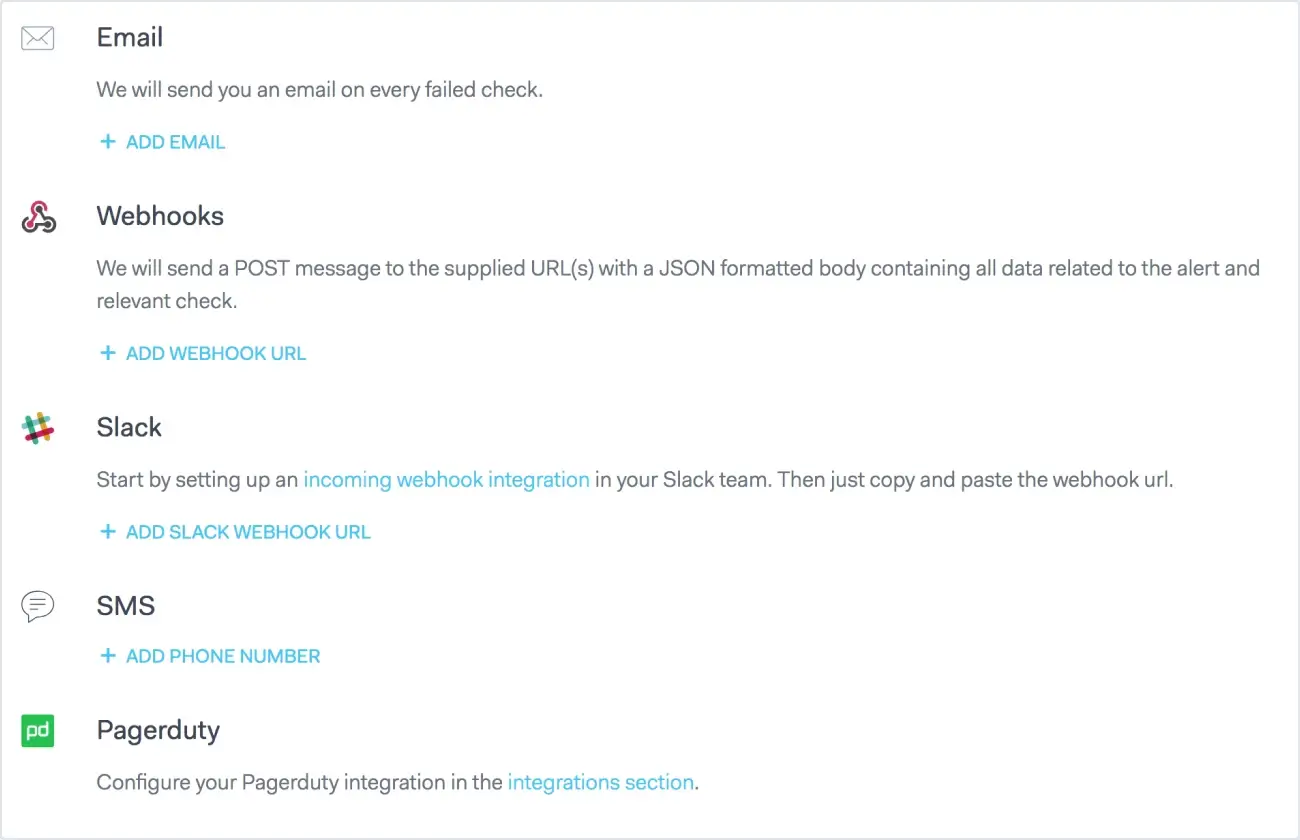 Email
We will send you an email on every failed check.
+ ADD EMAIL
Webhooks
We will send a POST message to the supplied URL(s) with a JSON formatted body containing all data related to the alert and
relevant check.
+ ADD WEBHOOK URL
Slack
Start by setting up an incoming webhook integration in your Slack team. Then just copy and paste the webhook url.
+ ADD SLACK WEBHOOK URL
SMS
+ ADD PHONE NUMBER
pd Pagerduty
Configure your Pagerduty integration in the integrations section.